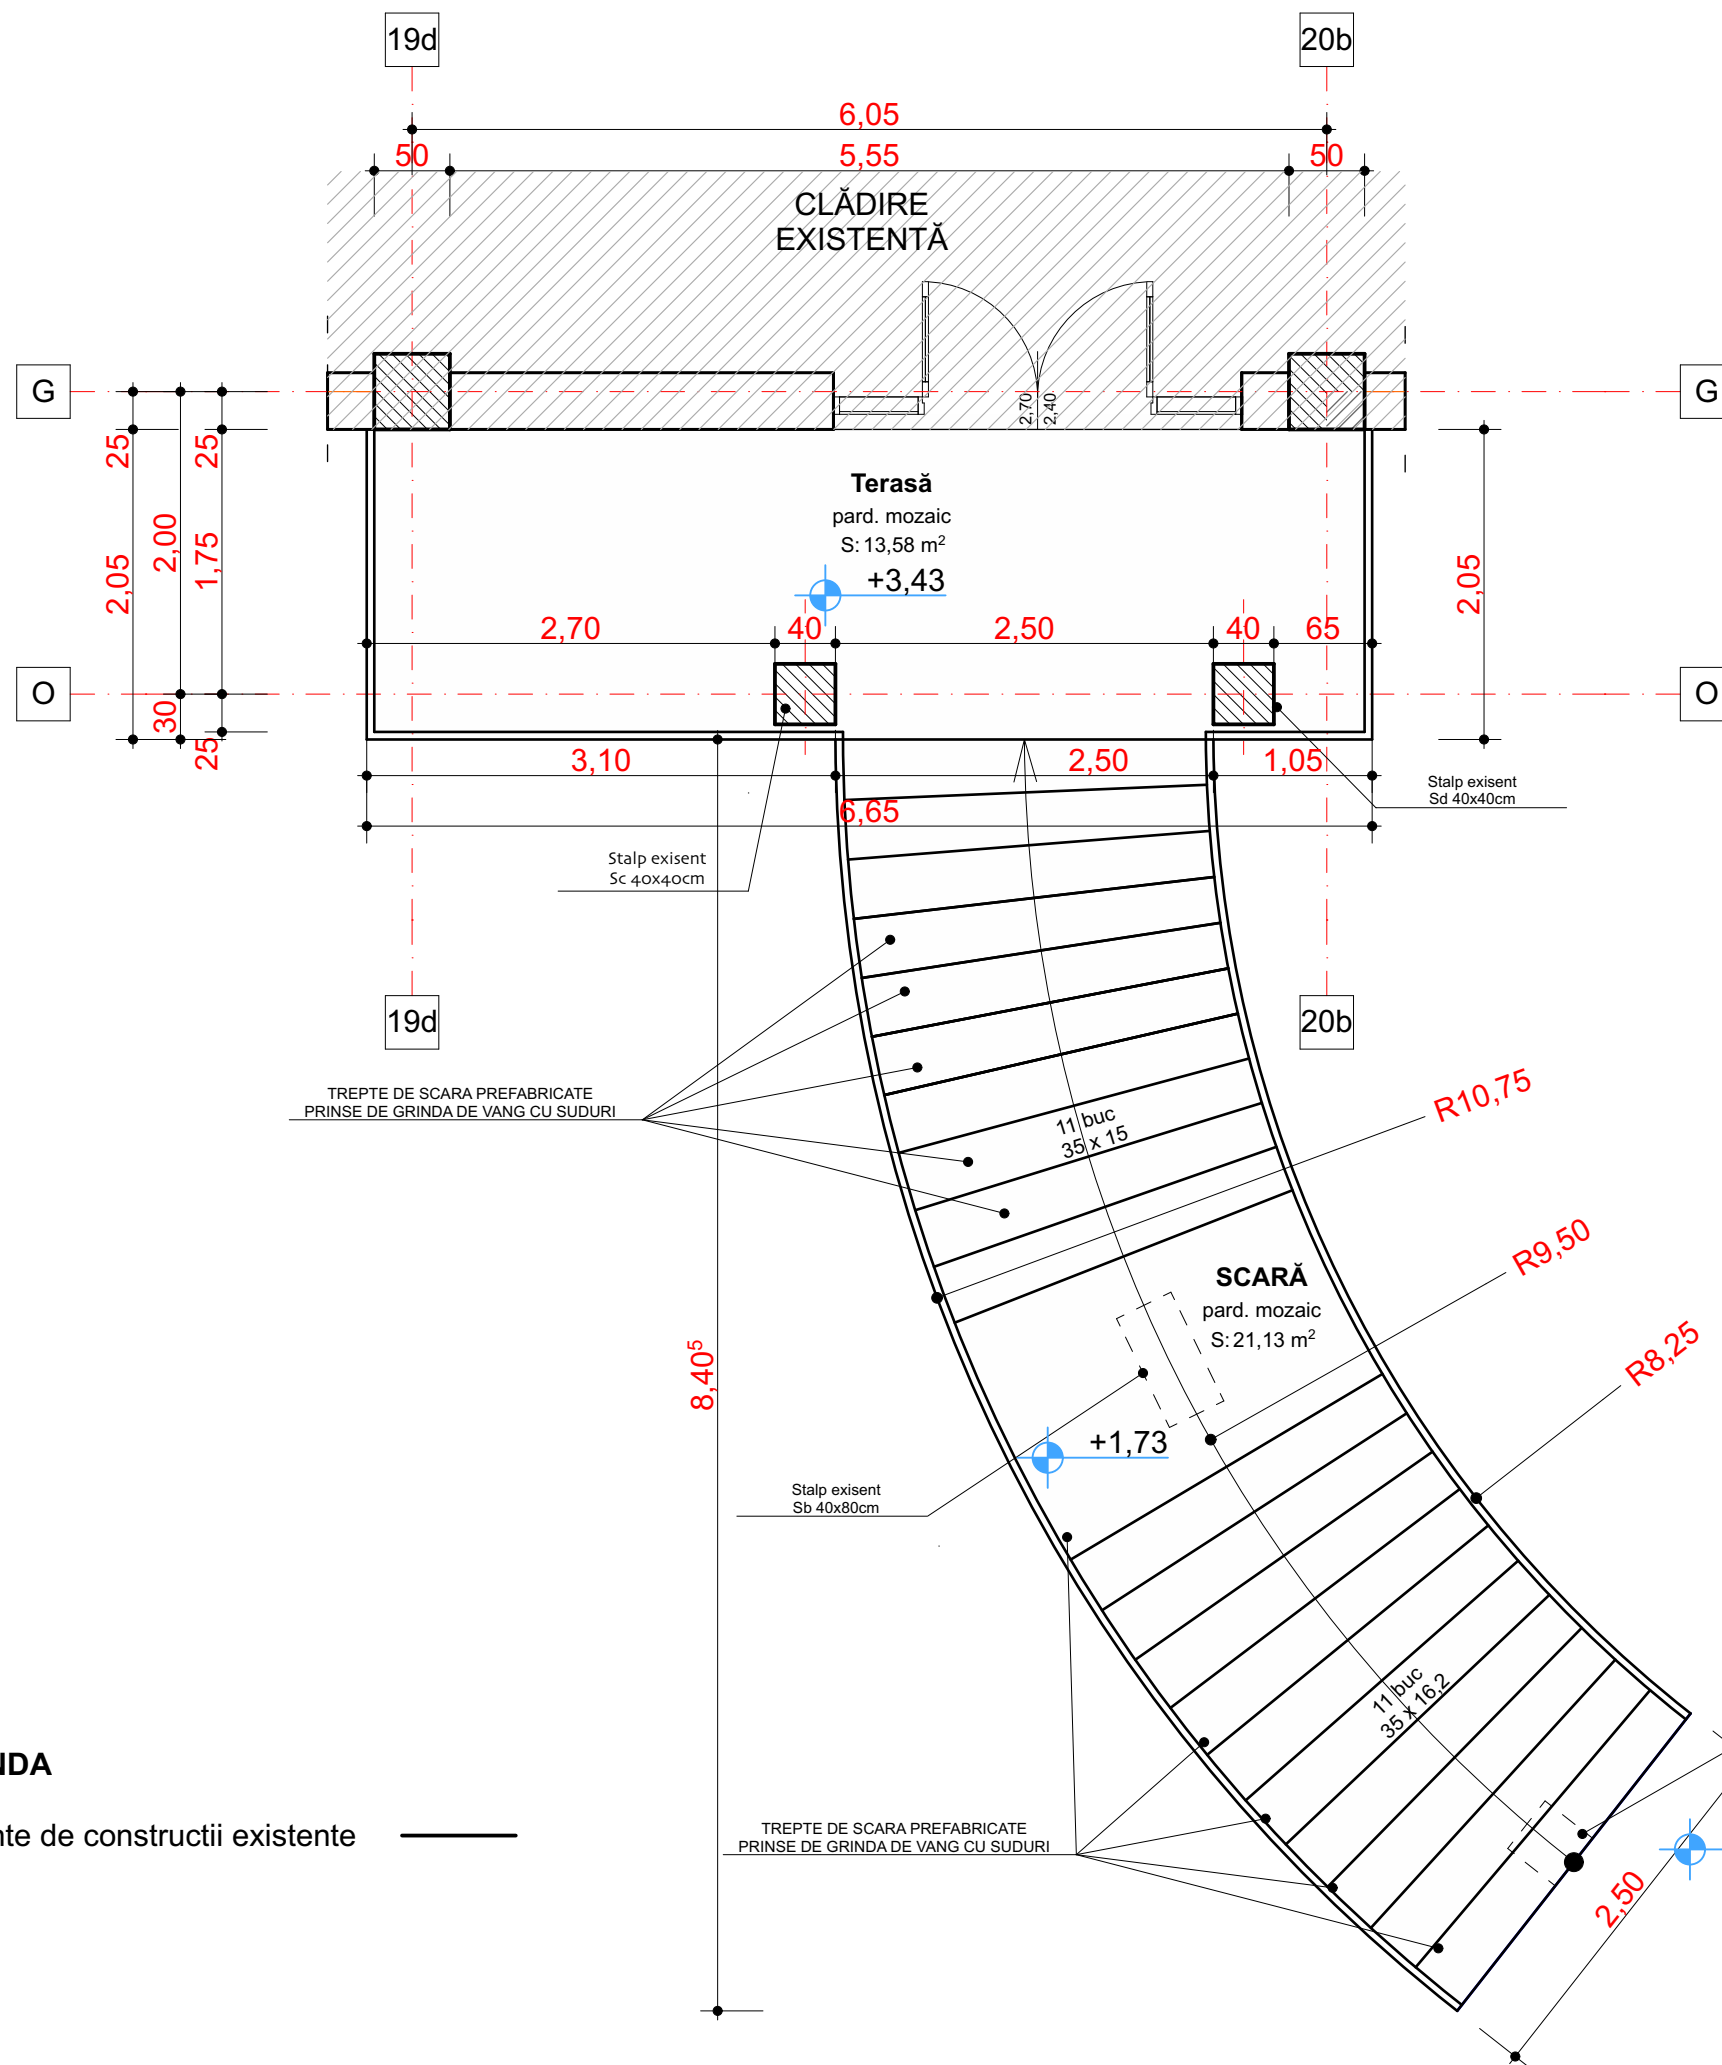 19d
20b
6,05
50
5,55
50
CLĂDIRE
EXISTENTĂ
G
G
2,70
2,40
25
25
2,05
2,00
1,75
2,05
Terasă
pard. mozaic
S: 13,58 m²
+3,43
2,70
40
2,50
40
65
O
O
30
25
3,10
2,50
1,05
6,65
Stalp exisent
Sd 40x40cm
Stalp exisent
Sc 40x40cm
19d
20b
TREPTE DE SCARA PREFABRICATE
PRINSE DE GRINDA DE VANG CU SUDURI
11 buc
35 x 15
R10,75
R9,50
SCARĂ
pard. mozaic
S: 21,13 m²
R8,25
8,40⁵
+1,73
Stalp exisent
Sb 40x80cm
11 buc
35 x 16,2
NDA
nte de constructii existente
TREPTE DE SCARA PREFABRICATE
PRINSE DE GRINDA DE VANG CU SUDURI
2,50